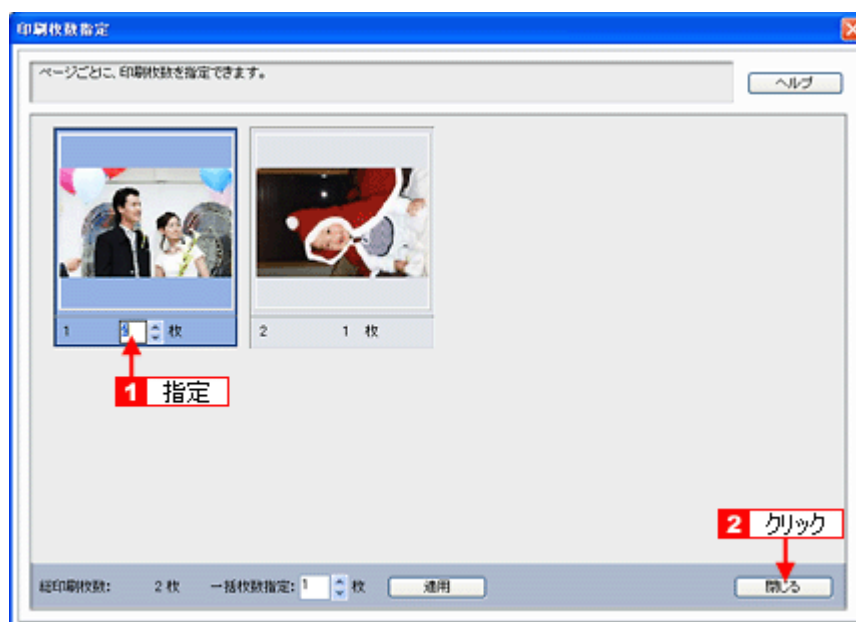 印刷枚数指定
ページごとに、印刷枚数を指定できます。
ヘルプ
1 枚
2 1 枚
1 指定
2 クリック
総印刷枚数: 2 枚 一括枚数指定: 1 枚 適用 閉じる